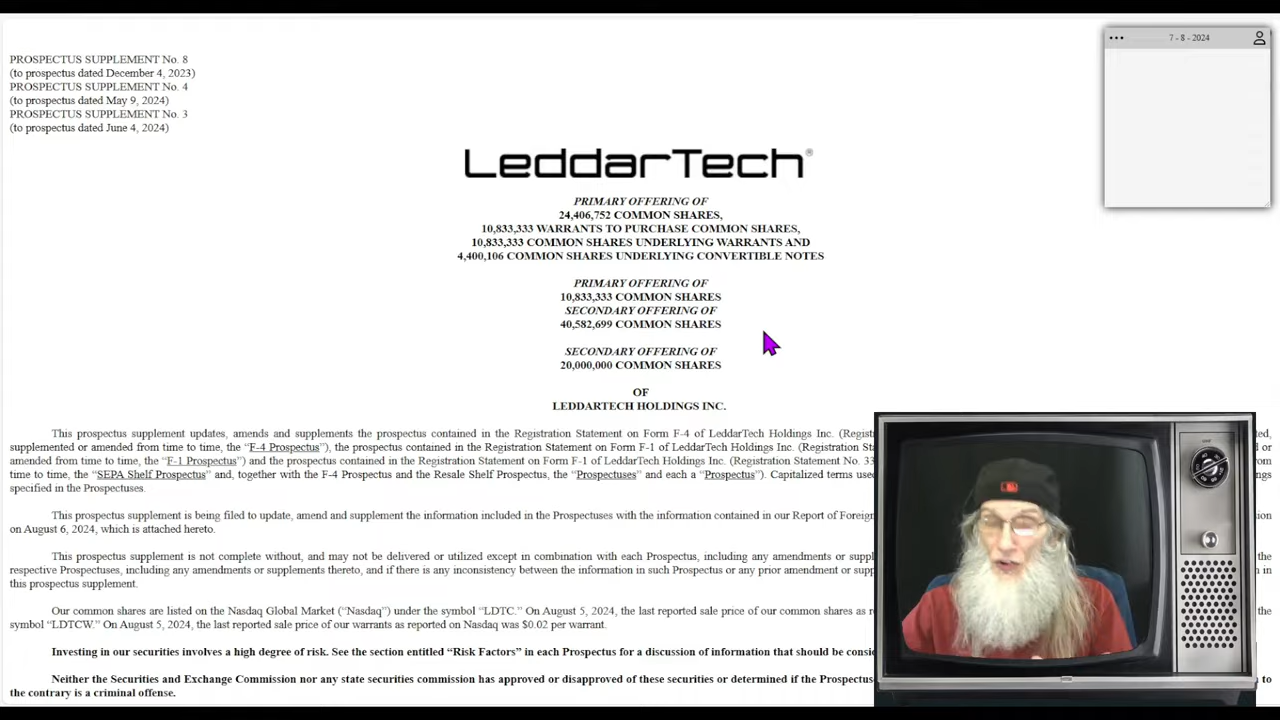 PROSPECTUS SUPPLEMENT No. 8
(to prospectus dated December 4, 2023)
PROSPECTUS SUPPLEMENT No. 4
(to prospectus dated May 9, 2024)
PROSPECTUS SUPPLEMENT No. 3
(to prospectus dated June 4, 2024)
7 - 8 - 2024
LeddarTech®
PRIMARY OFFERING OF
24,406,752 COMMON SHARES,
10,833,333 WARRANTS TO PURCHASE COMMON SHARES,
10,833,333 COMMON SHARES UNDERLYING WARRANTS AND
4,400,106 COMMON SHARES UNDERLYING CONVERTIBLE NOTES
PRIMARY OFFERING OF
10,833,333 COMMON SHARES
SECONDARY OFFERING OF
40,582,699 COMMON SHARES
SECONDARY OFFERING OF
20,000,000 COMMON SHARES
OF
LEDDARTECH HOLDINGS INC.
This prospectus supplement updates, amends and supplements the prospectus contained in the Registration Statement on Form F-4 of LeddarTech Holdings Inc. (Regis
supplemented or amended from time to time, the “F-4 Prospectus”), the prospectus contained in the Registration Statement on Form F-1 of LeddarTech Holdings Inc. (Registration Sta or
amended from time to time, the “F-1 Prospectus”) and the prospectus contained in the Registration Statement on Form F-1 of LeddarTech Holdings Inc. (Registration Statement No. 33 rom
time to time, the “SEPA Shelf Prospectus” and, together with the F-4 Prospectus and the Resale Shelf Prospectus, the “Prospectuses” and each a “Prospectus”). Capitalized terms used ings
specified in the Prospectuses.
This prospectus supplement is being filed to update, amend and supplement the information included in the Prospectuses with the information contained in our Report of Foreign sion
on August 6, 2024, which is attached hereto.
This prospectus supplement is not complete without, and may not be delivered or utilized except in combination with each Prospectus, including any amendments or suppl the
respective Prospectuses, including any amendments or supplements thereto, and if there is any inconsistency between the information in such Prospectus or any prior amendment or su in
this prospectus supplement.
Our common shares are listed on the Nasdaq Global Market (“Nasdaq”) under the symbol “LDTC.” On August 5, 2024, the last reported sale price of our common shares as re the
symbol “LDTCW.” On August 5, 2024, the last reported sale price of our warrants as reported on Nasdaq was $0.02 per warrant.
Investing in our securities involves a high degree of risk. See the section entitled “Risk Factors” in each Prospectus for a discussion of information that should be consid
Neither the Securities and Exchange Commission nor any state securities commission has approved or disapproved of these securities or determined if the Prospectus to
the contrary is a criminal offense.